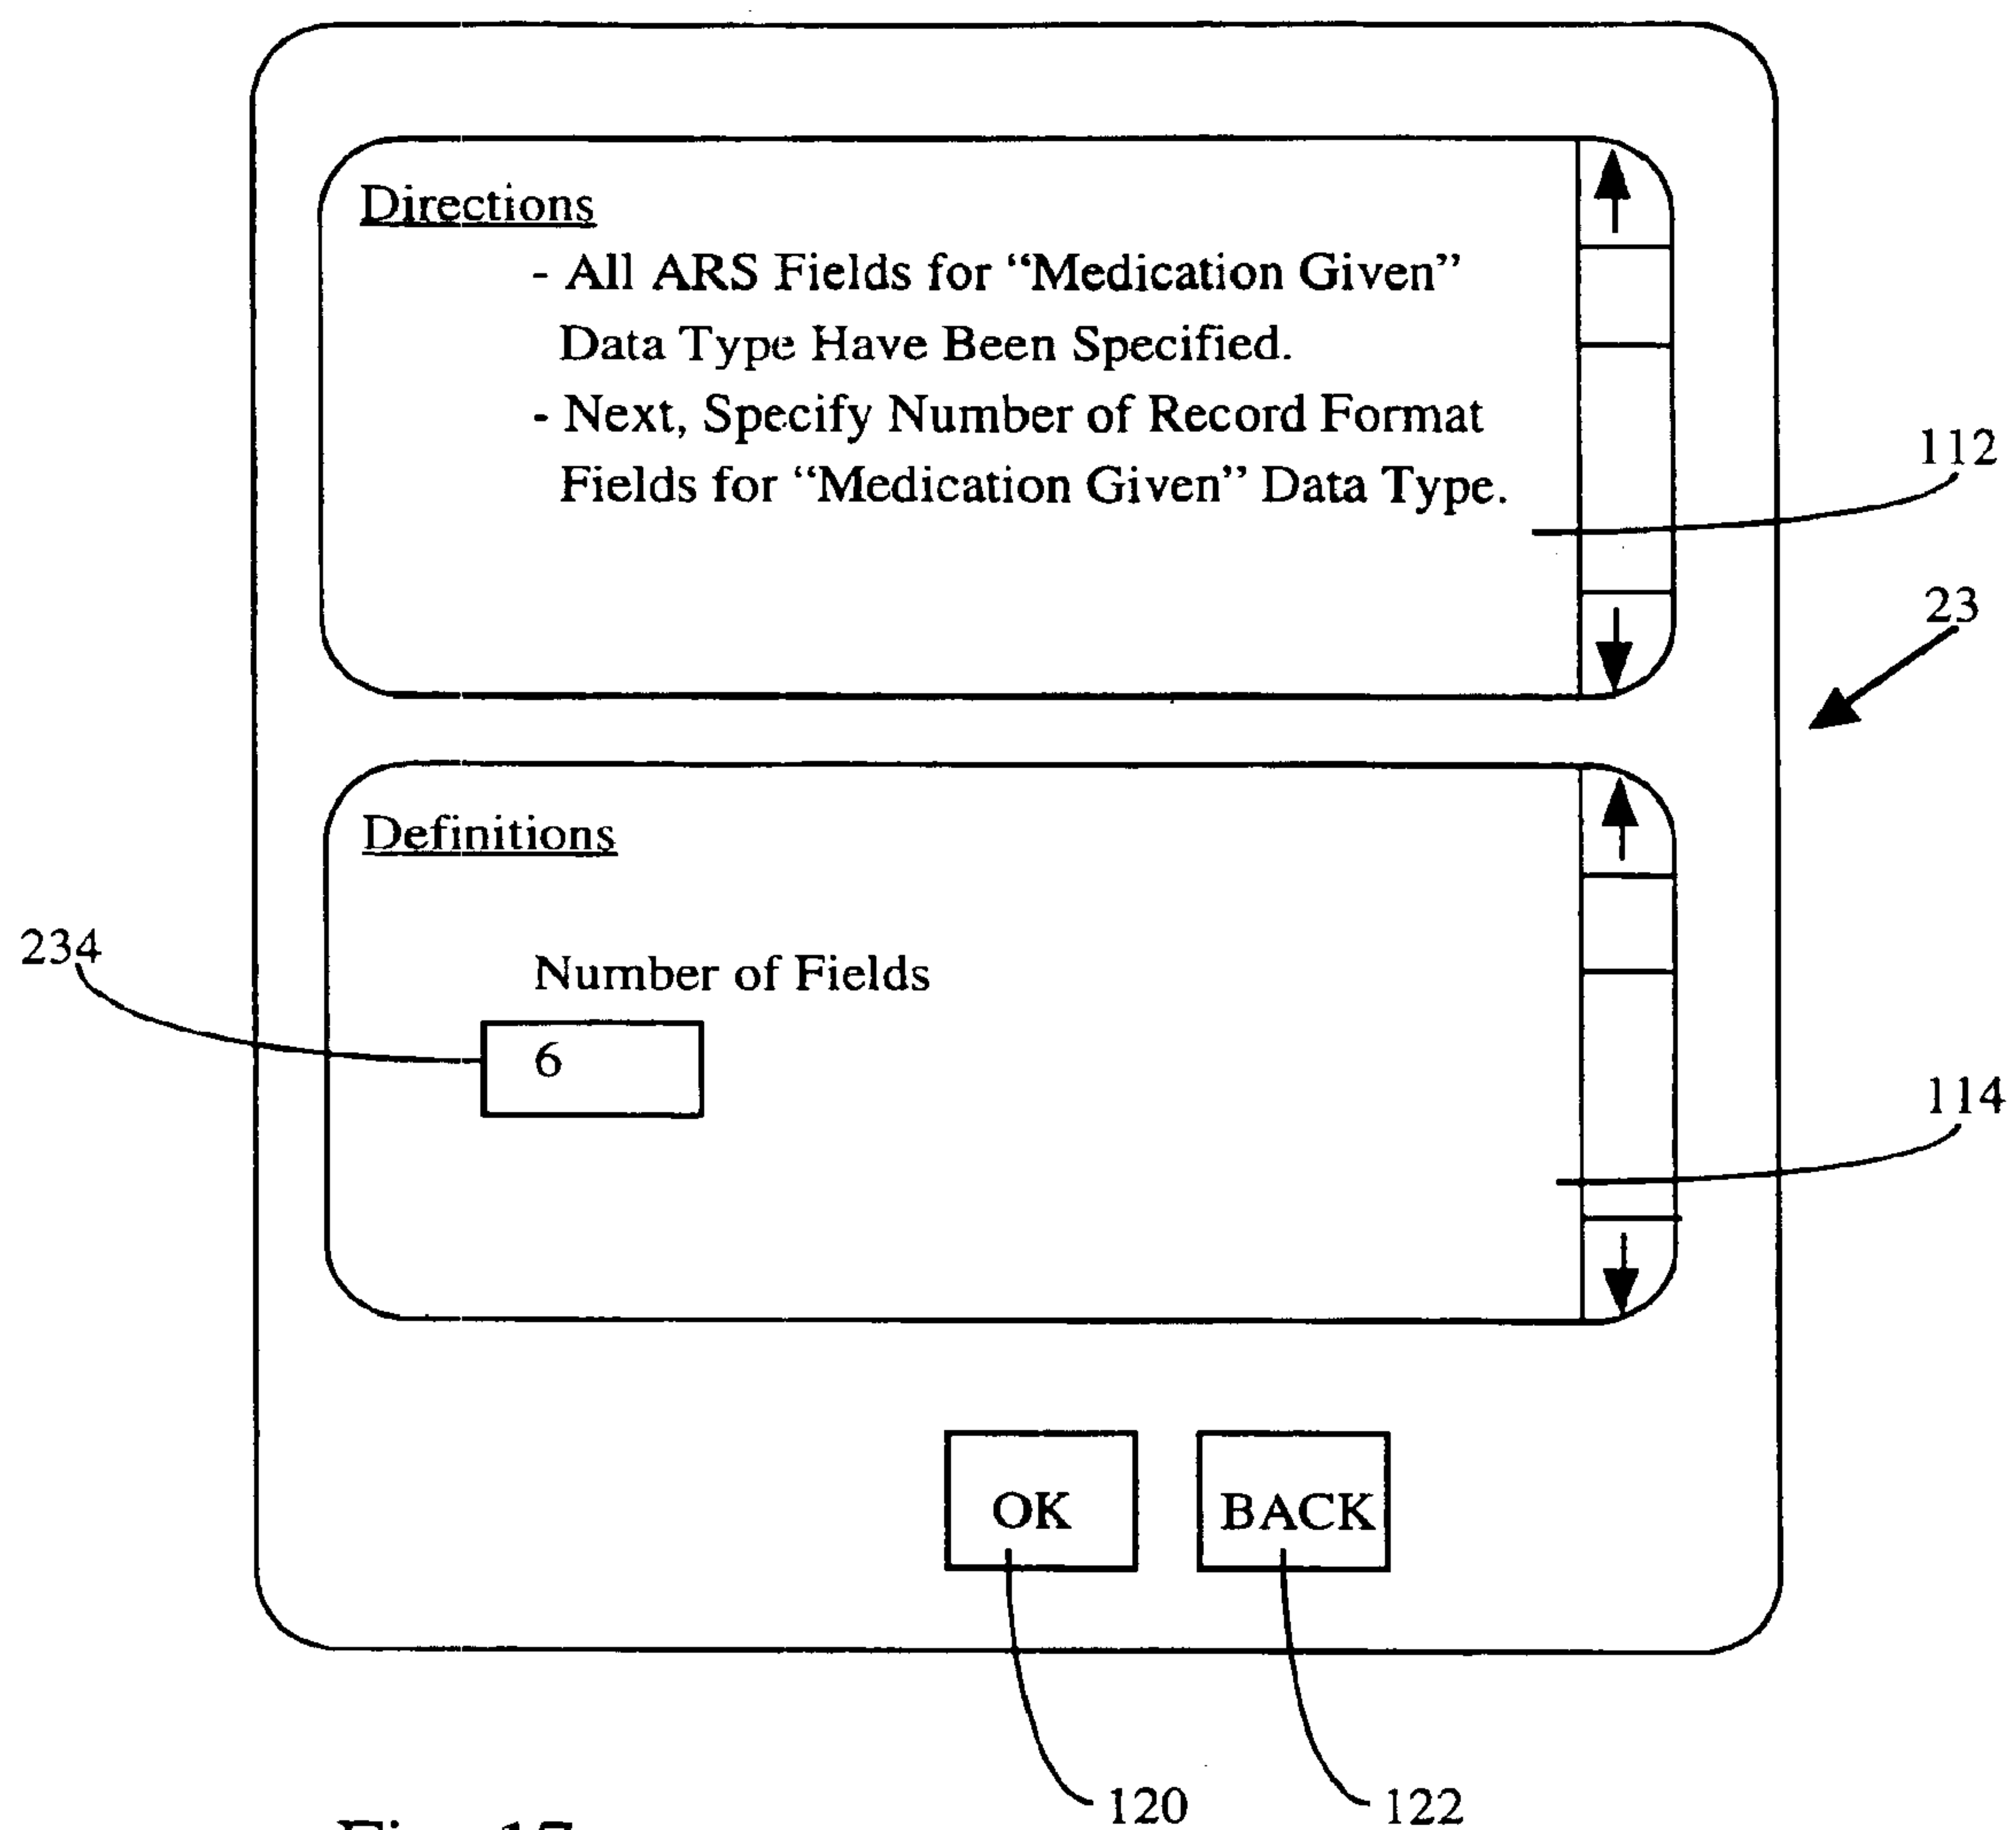 Directions
- All ARS Fields for “Medication Given”
Data Type Have Been Specified.
- Next, Specify Number of Record Format
Fields for “Medication Given” Data Type.
112
23
Definitions
234
Number of Fields
6
114
OK
BACK
120
122